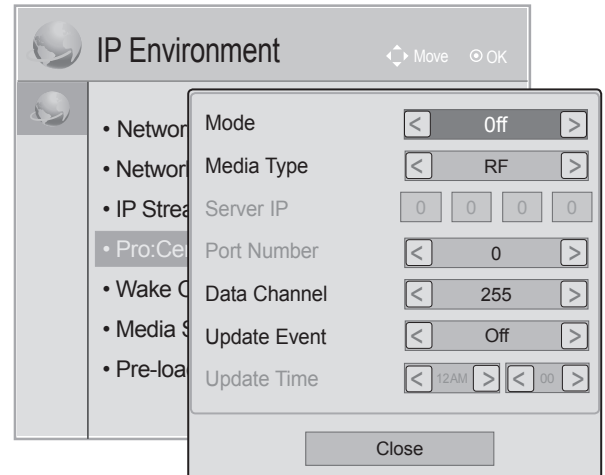 IP Environment
Move OK
• Networ
• Networ
• IP Strea
• Pro:Ce
• Wake O
• Media S
• Pre-loa
Mode < Off >
Media Type < RF >
Server IP 0 0 0 0
Port Number < 0 >
Data Channel < 255 >
Update Event < Off >
Update Time < 12AM > < 00 >
Close